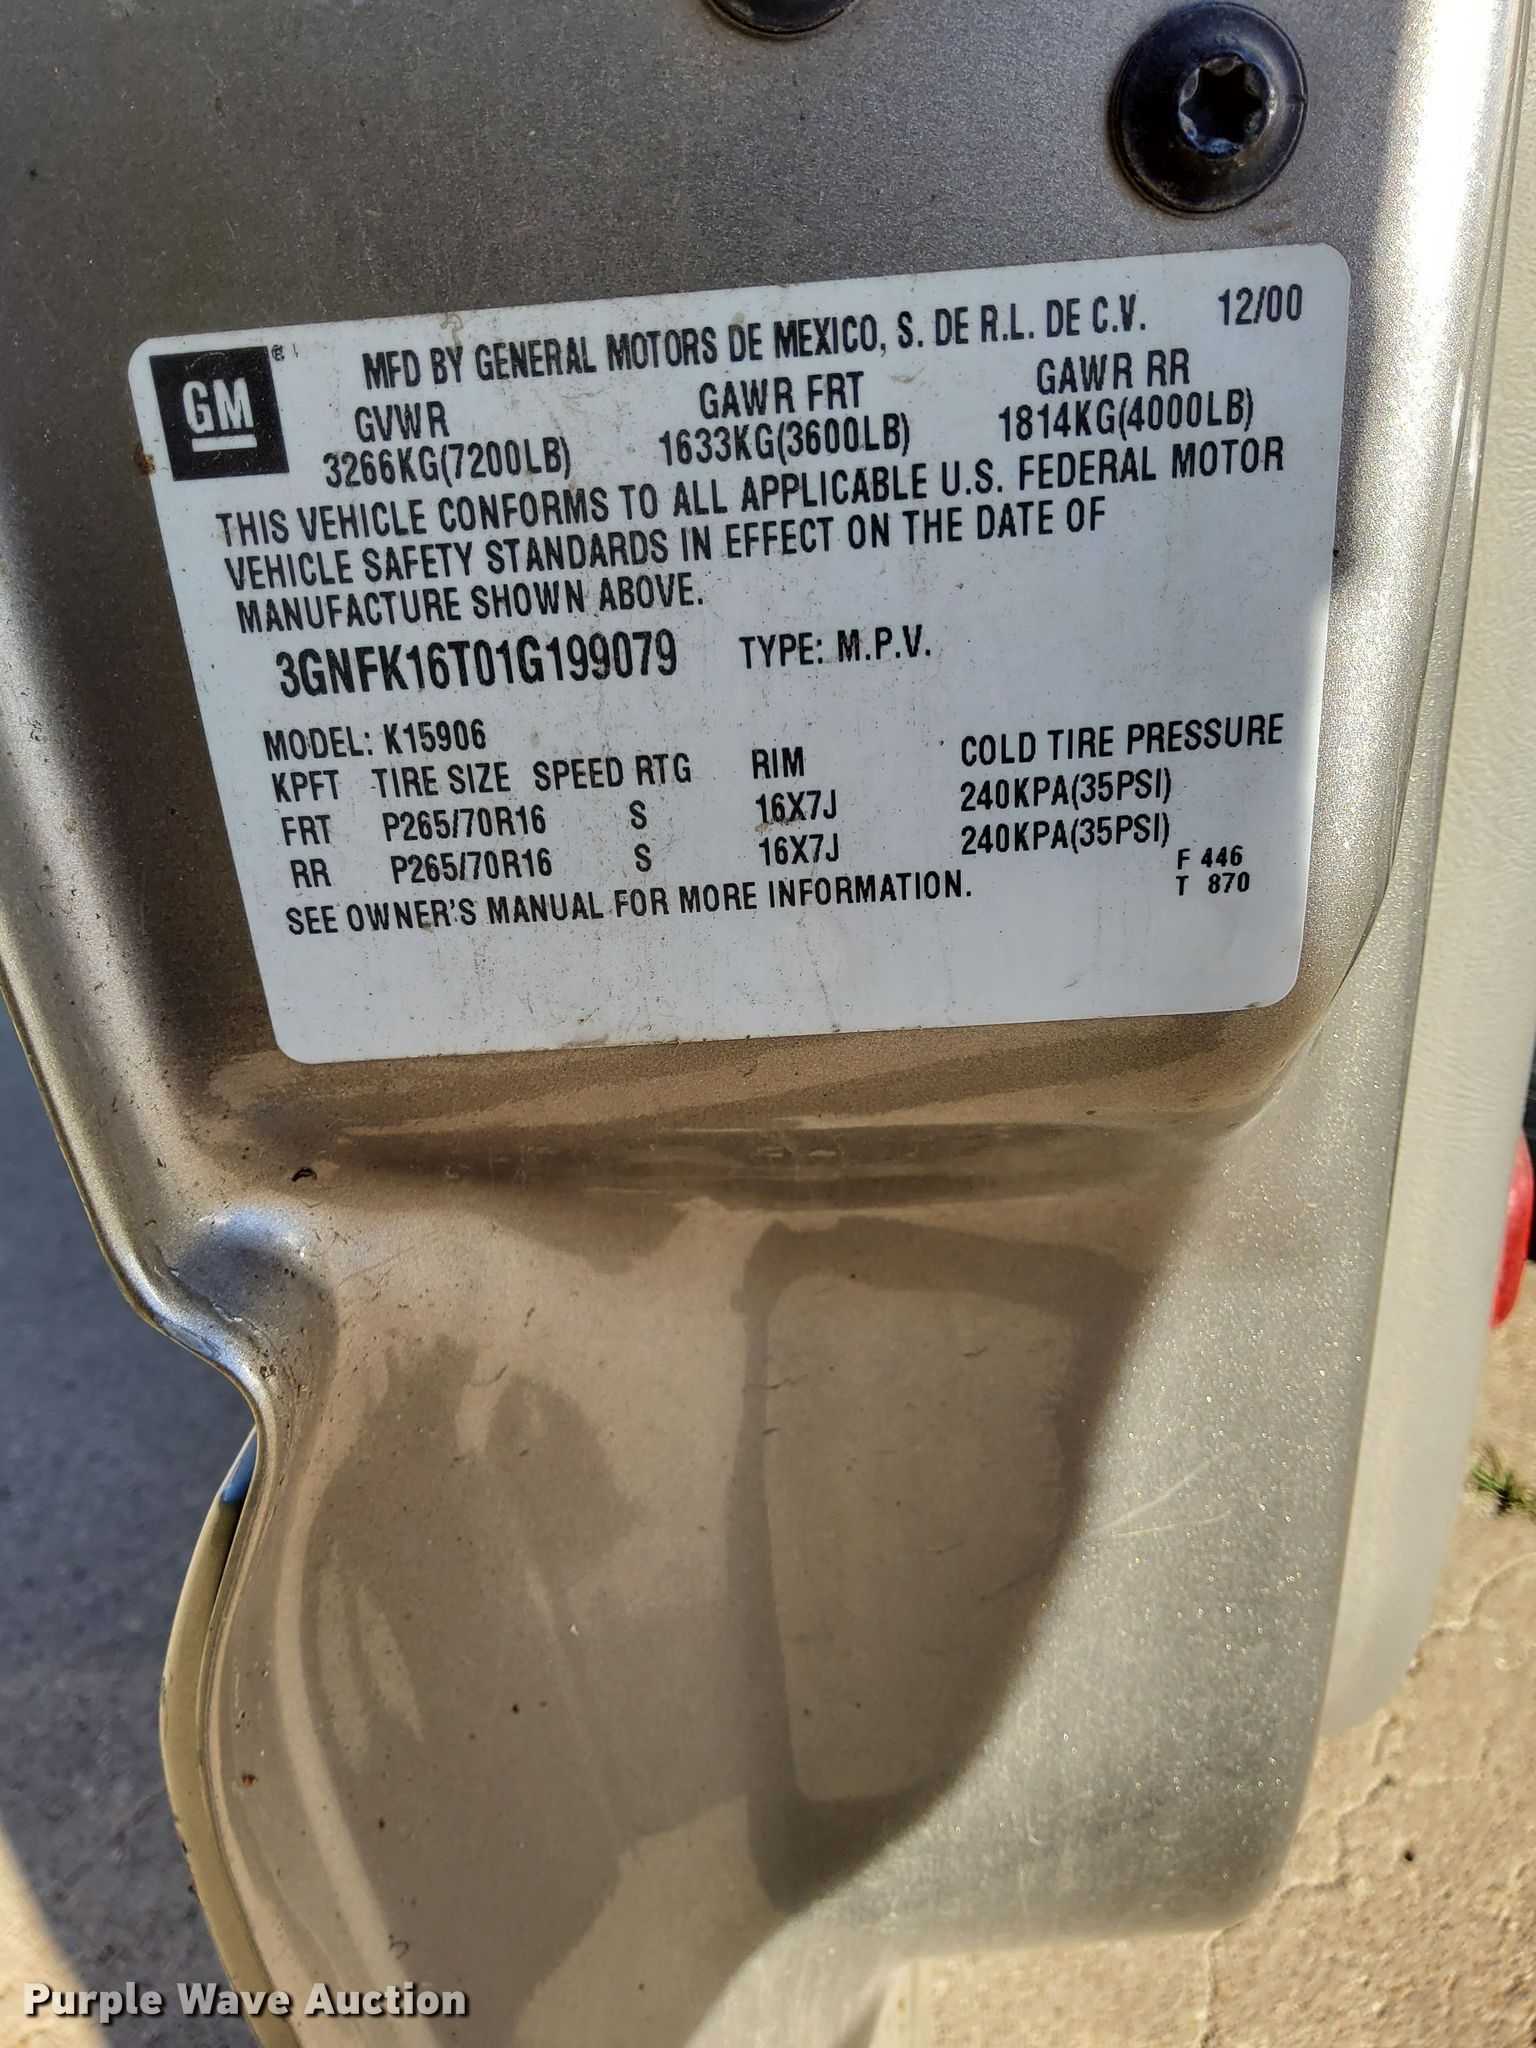 GM
MFD BY GENERAL MOTORS DE MEXICO, S. DE R.L. DE C.V. 12/00
GVWR GAWR FRT GAWR RR
3266KG(7200LB) 1633KG(3600LB) 1814KG(4000LB)
THIS VEHICLE CONFORMS TO ALL APPLICABLE U.S. FEDERAL MOTOR
VEHICLE SAFETY STANDARDS IN EFFECT ON THE DATE OF
MANUFACTURE SHOWN ABOVE.
3GNFK16T01G199079 TYPE: M.P.V.
MODEL: K15906
KPFT TIRE SIZE SPEED RTG RIM COLD TIRE PRESSURE
FRT P265/70R16 S 16X7J 240KPA(35PSI)
RR P265/70R16 S 16X7J 240KPA(35PSI)
F 446
T 870
SEE OWNER'S MANUAL FOR MORE INFORMATION.
Purple Wave Auction